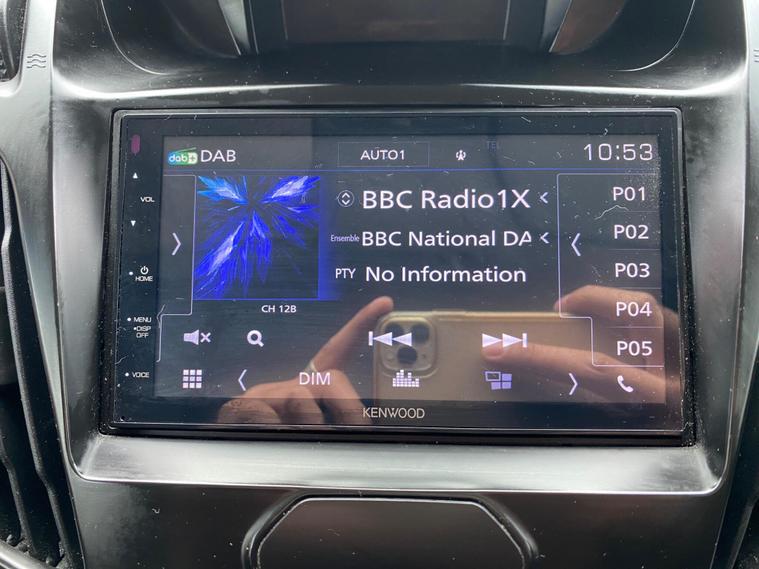 dab+ DAB
AUTO1
TEL
10:53
VOL
HOME
MENU
DISP
OFF
VOICE
BBC Radio1X
Ensemble BBC National DA
PTY No Information
CH 12B
P01
P02
P03
P04
P05
DIM
KENWOOD